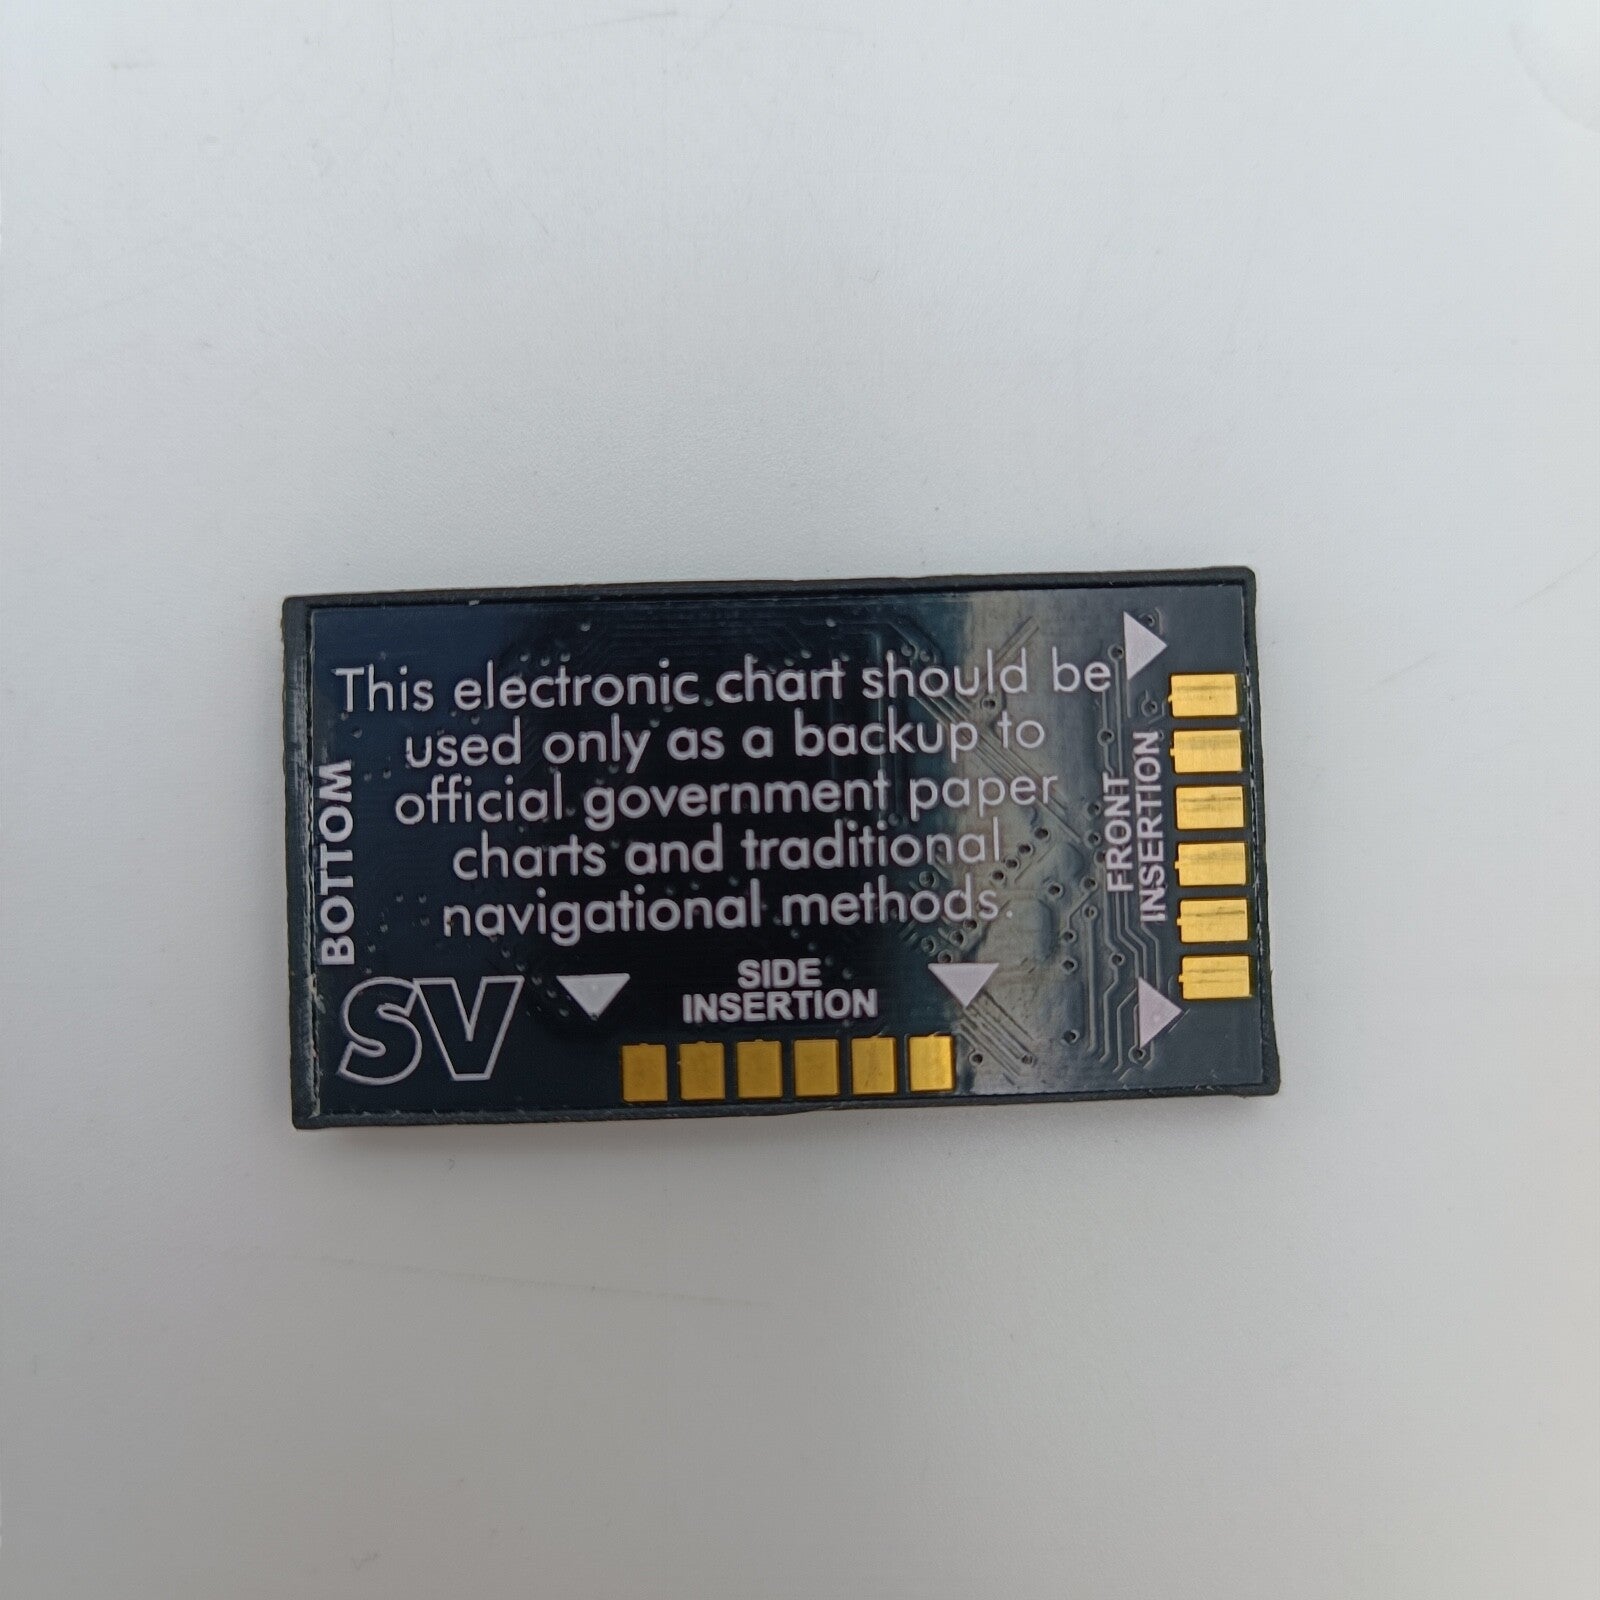 This electronic chart should be
used only as a backup to
official government paper
charts and traditional
navigational methods.
BOTTOM
SV
SIDE
INSERTION
FRONT
INSERTION